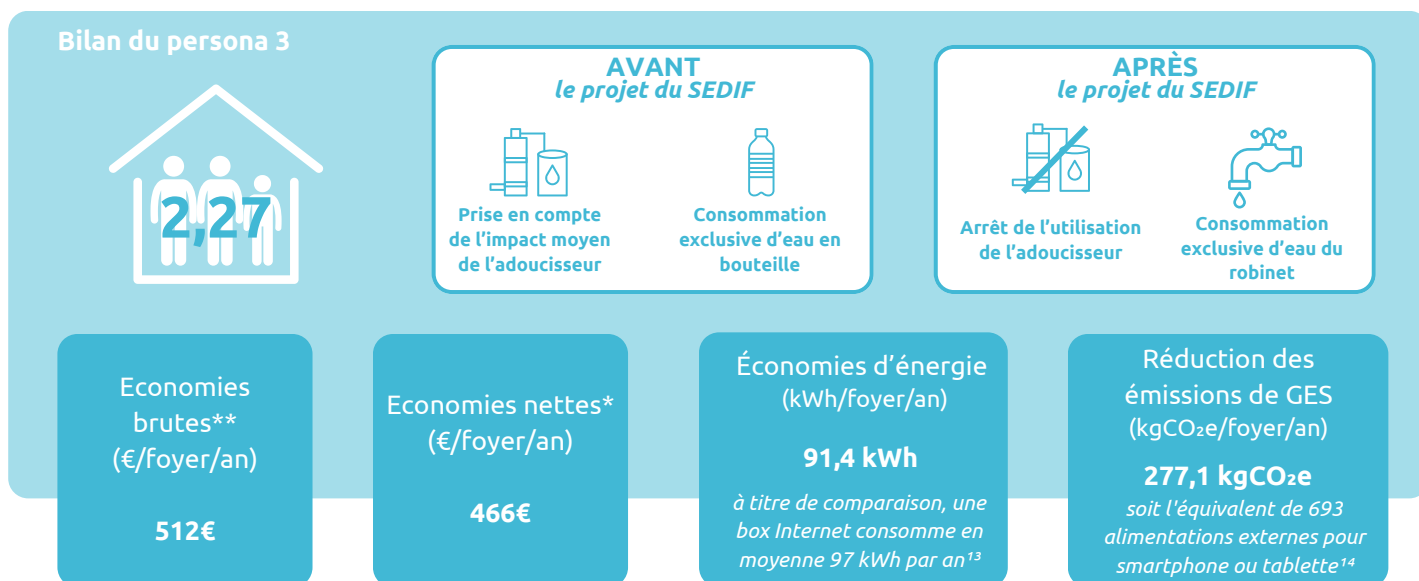 Bilan du persona 3
2,27
AVANT
le projet du SEDIF
Prise en compte
de l'impact moyen
de l'adoucisseur
Consommation
exclusive d'eau en
bouteille
APRÈS
le projet du SEDIF
Arrêt de l'utilisation
de l'adoucisseur
Consommation
exclusive d'eau du
robinet
Economies
brutes**
(€/foyer/an)
512€
Economies nettes*
(€/foyer/an)
466€
Économies d'énergie
(kWh/foyer/an)
91,4 kWh
à titre de comparaison, une
box Internet consomme en
moyenne 97 kWh par an¹³
Réduction des
émissions de GES
(kgCO₂e/foyer/an)
277,1 kgCO₂e
soit l'équivalent de 693
alimentations externes pour
smartphone ou tablette¹⁴